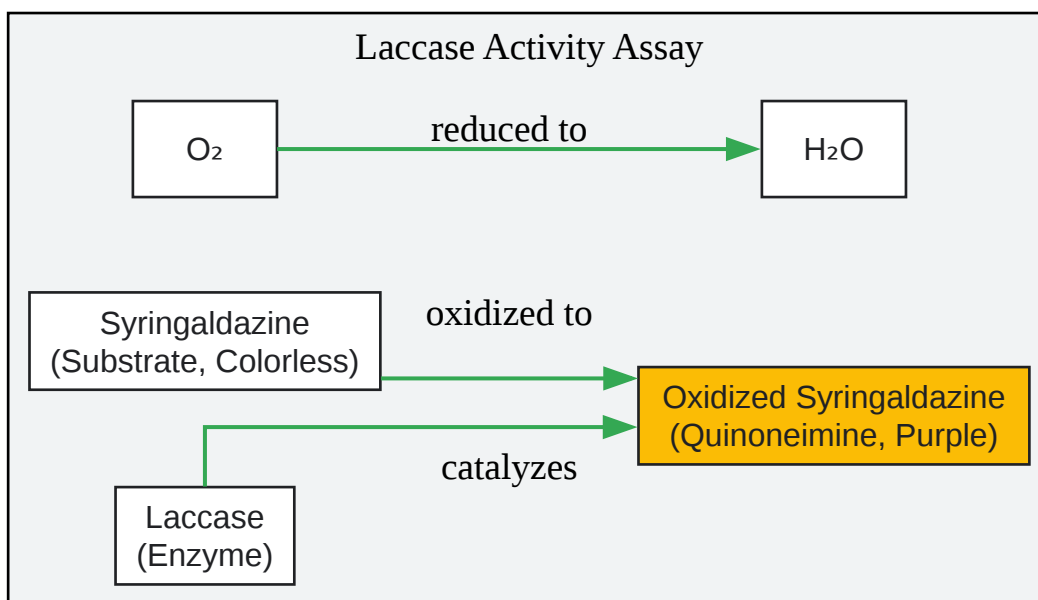 Laccase Activity Assay
O₂
reduced to
H₂O
Syringaldazine
(Substrate, Colorless)
oxidized to
Oxidized Syringaldazine
(Quinoneimine, Purple)
catalyzes
Laccase
(Enzyme)